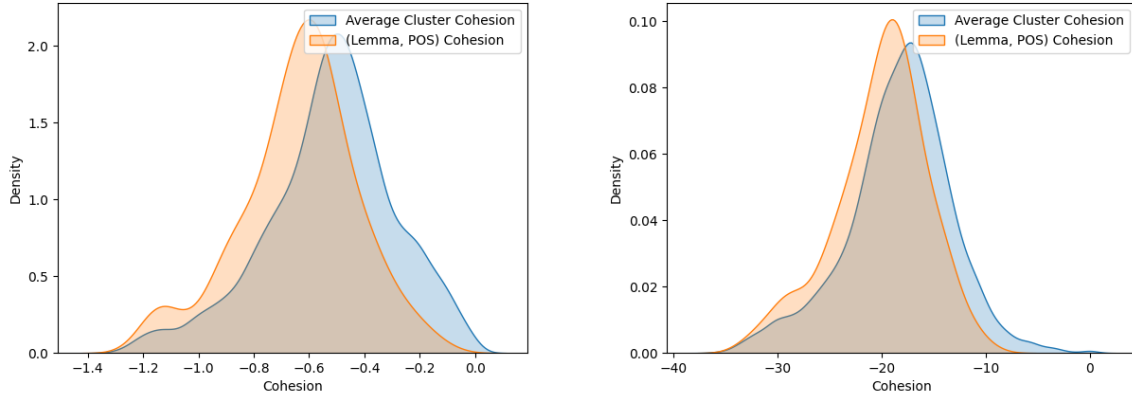 Average Cluster Cohesion
(Lemma, POS) Cohesion
Density
2.0
1.5
1.0
0.5
0.0
−1.4 −1.2 −1.0 −0.8 −0.6 −0.4 −0.2 0.0
Cohesion
Average Cluster Cohesion
(Lemma, POS) Cohesion
Density
0.10
0.08
0.06
0.04
0.02
0.00
−40 −30 −20 −10 0
Cohesion